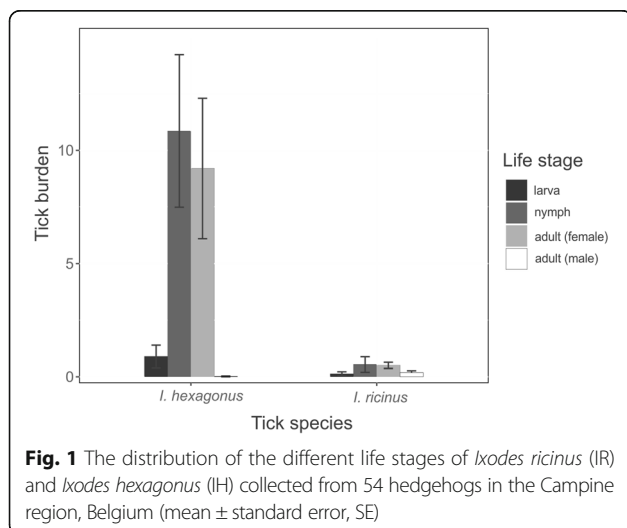 Tick burden
10
5
0
I. hexagonus
I. ricinus
Tick species
Life stage
larva
nymph
adult (female)
adult (male)
Fig. 1 The distribution of the different life stages of Ixodes ricinus (IR)
and Ixodes hexagonus (IH) collected from 54 hedgehogs in the Campine
region, Belgium (mean ± standard error, SE)